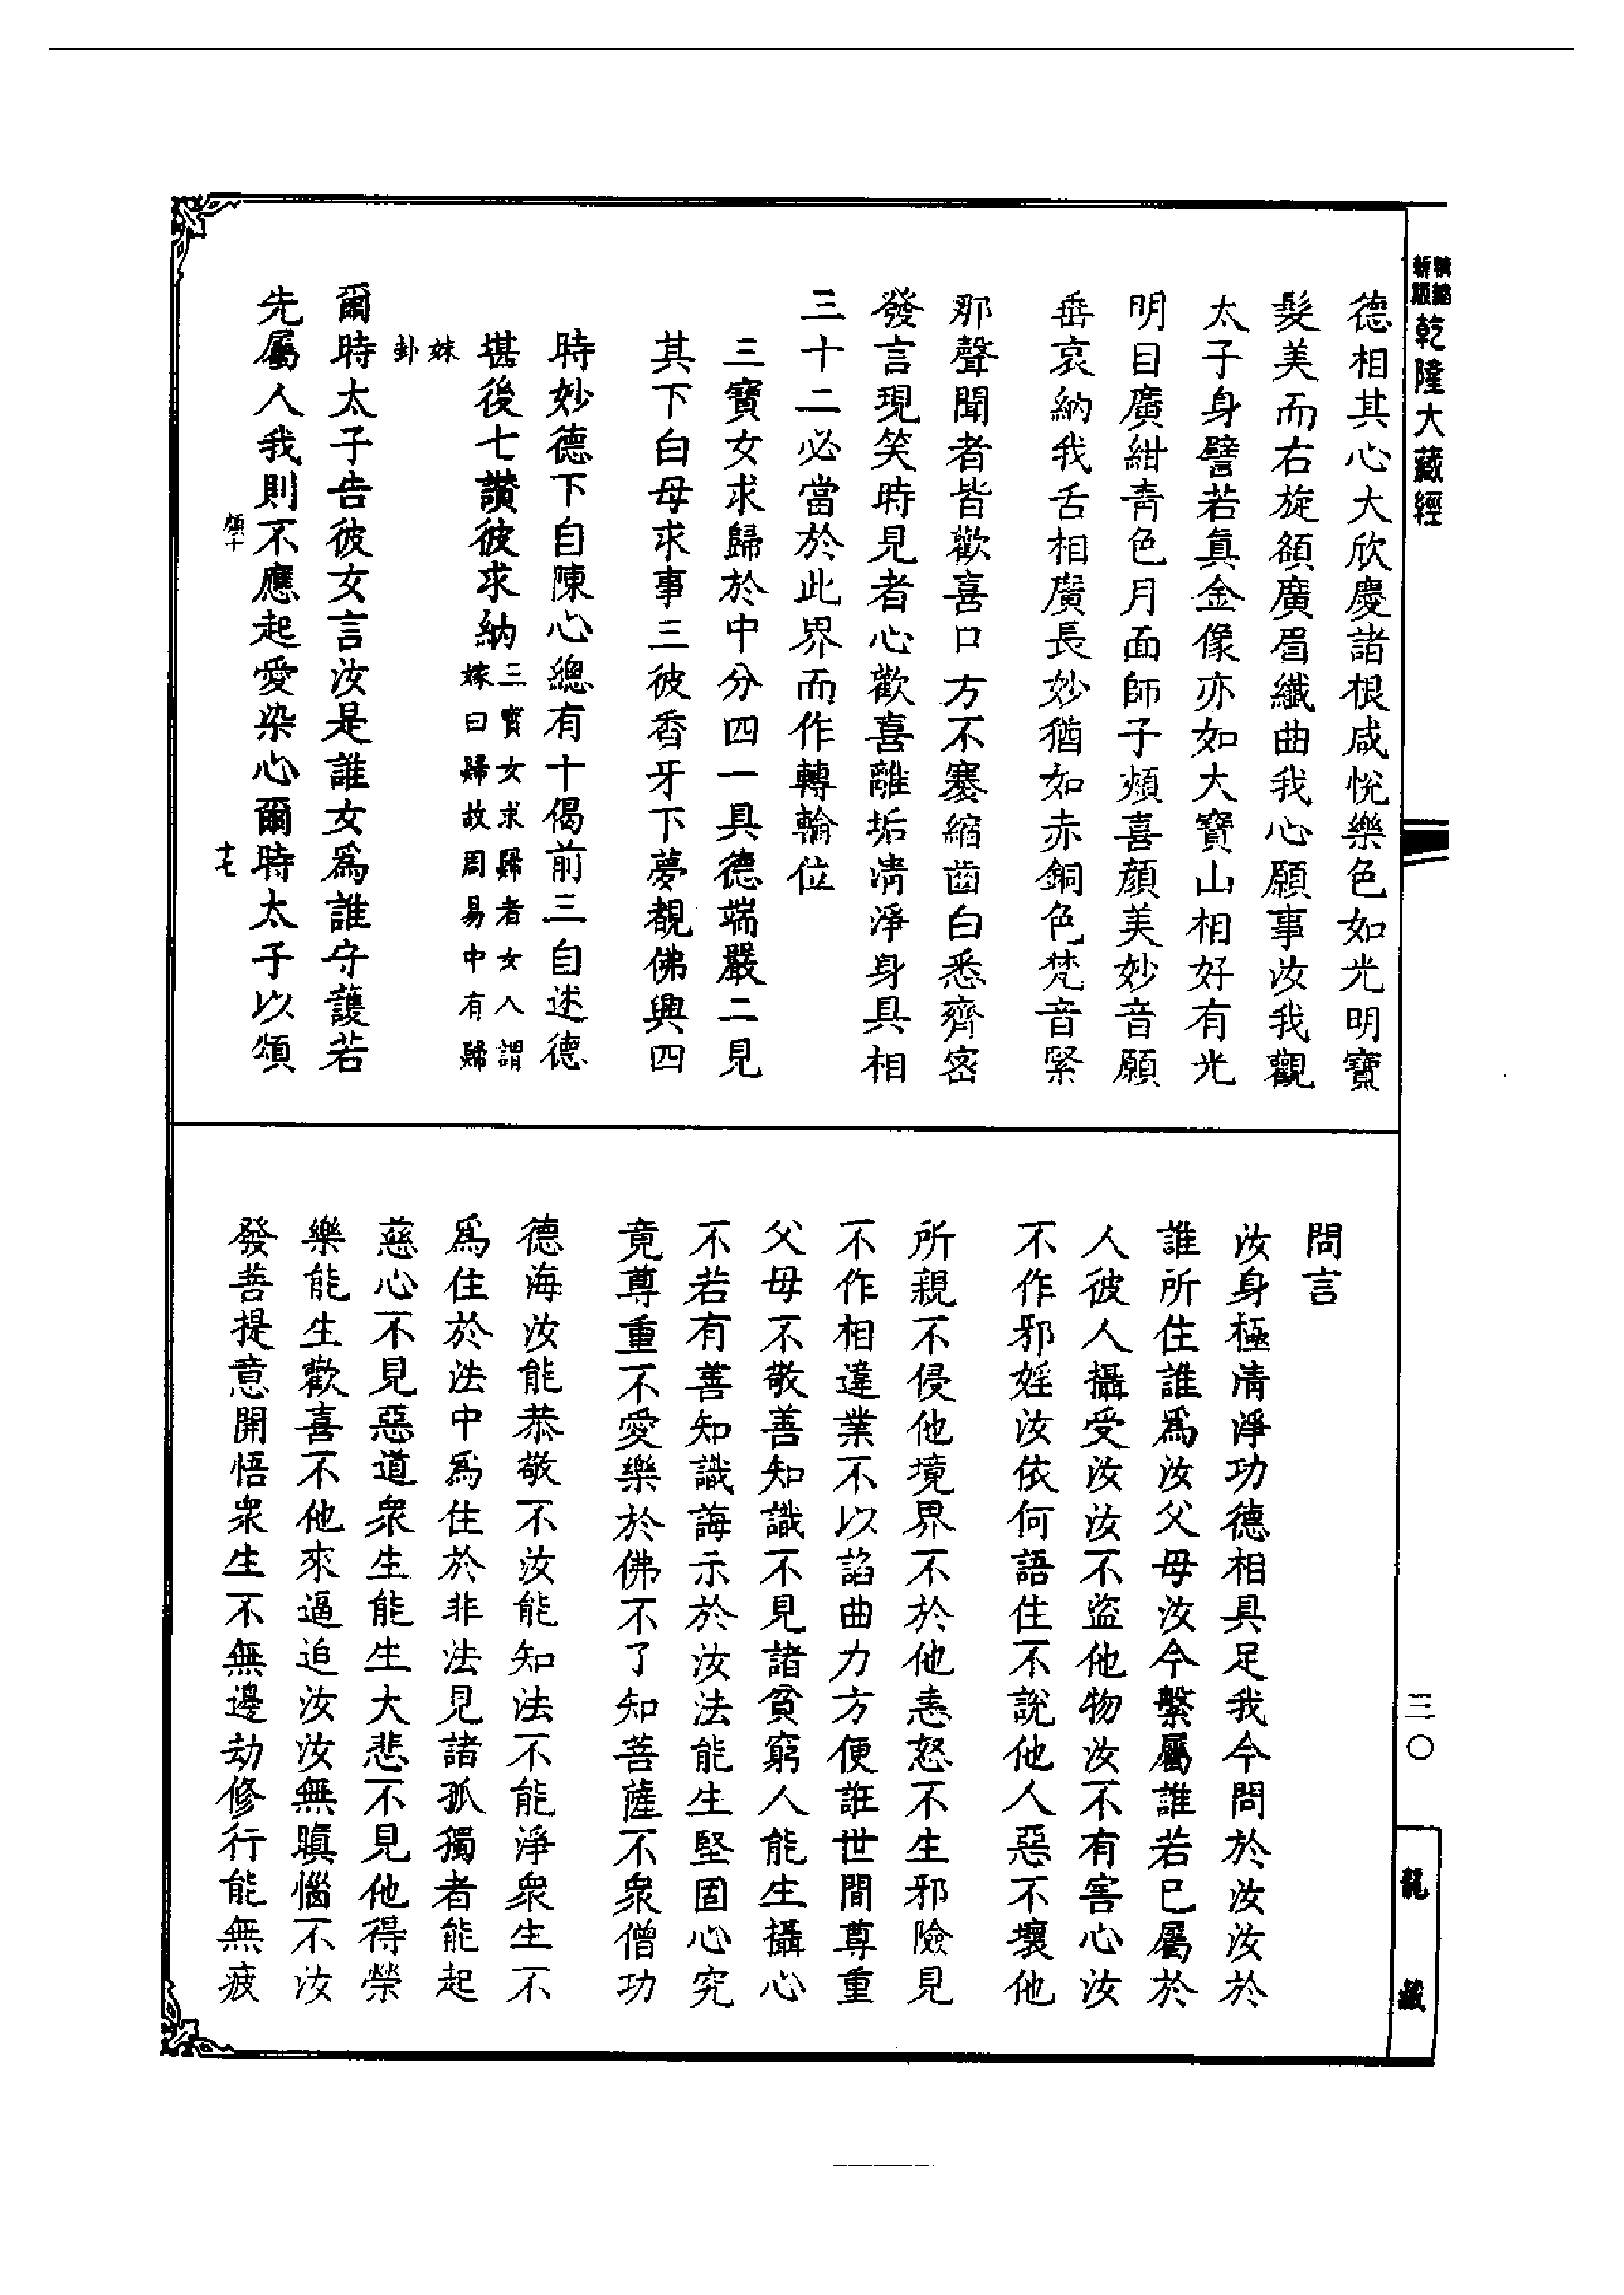 精縮新版
乾隆大藏經
德相其心大欣慶諸根咸悅樂色如光明寶
髮美而右旋額廣眉纖曲我心願事汝我觀
太子身譬若眞金像亦如大寶山相好有光
明目廣紺青色月面師子頰喜顏美妙音願
垂哀納我舌相廣長妙猶如赤銅色梵音緊
那聲聞者皆歡喜口方不褰縮齒白悉齊密
發言現笑時見者心歡喜離垢清淨身具相
三十二必當於此界而作轉輪位
三寶女求歸於中分四一具德端嚴二見
其下白母求事三彼香牙下夢覩佛興四
時妙德下自陳心總有十偈前三自述德
堪後七讚彼求納三寶女求歸者女人謂
嫁曰歸故周易中有歸
妹
卦
爾時太子告彼女言汝是誰女爲誰守護若
先屬人我則不應起愛染心爾時太子以頌
頌十
十七
問言
汝身極清淨功德相具足我今問於汝汝於
誰所住誰爲汝父母汝今繫屬誰若已屬於
人彼人攝受汝汝不盜他物汝不有害心汝
不作邪婬汝依何語住不說他人惡不壞他
所親不侵他境界不於他恚怒不生邪險見
不作相違業不以諂曲力方便誑世間尊重
父母不敬善知識不見諸貧窮人能生攝心
不若有善知識誨示於汝法能生堅固心究
竟尊重不愛樂於佛不了知菩薩不衆僧功
德海汝能恭敬不汝能知法不能淨衆生不
爲住於法中爲住於非法見諸孤獨者能起
慈心不見惡道衆生能生大悲不見他得榮
樂能生歡喜不他來逼迫汝汝無瞋惱不汝
發菩提意開悟衆生不無邊劫修行能無疲
三〇
龍藏